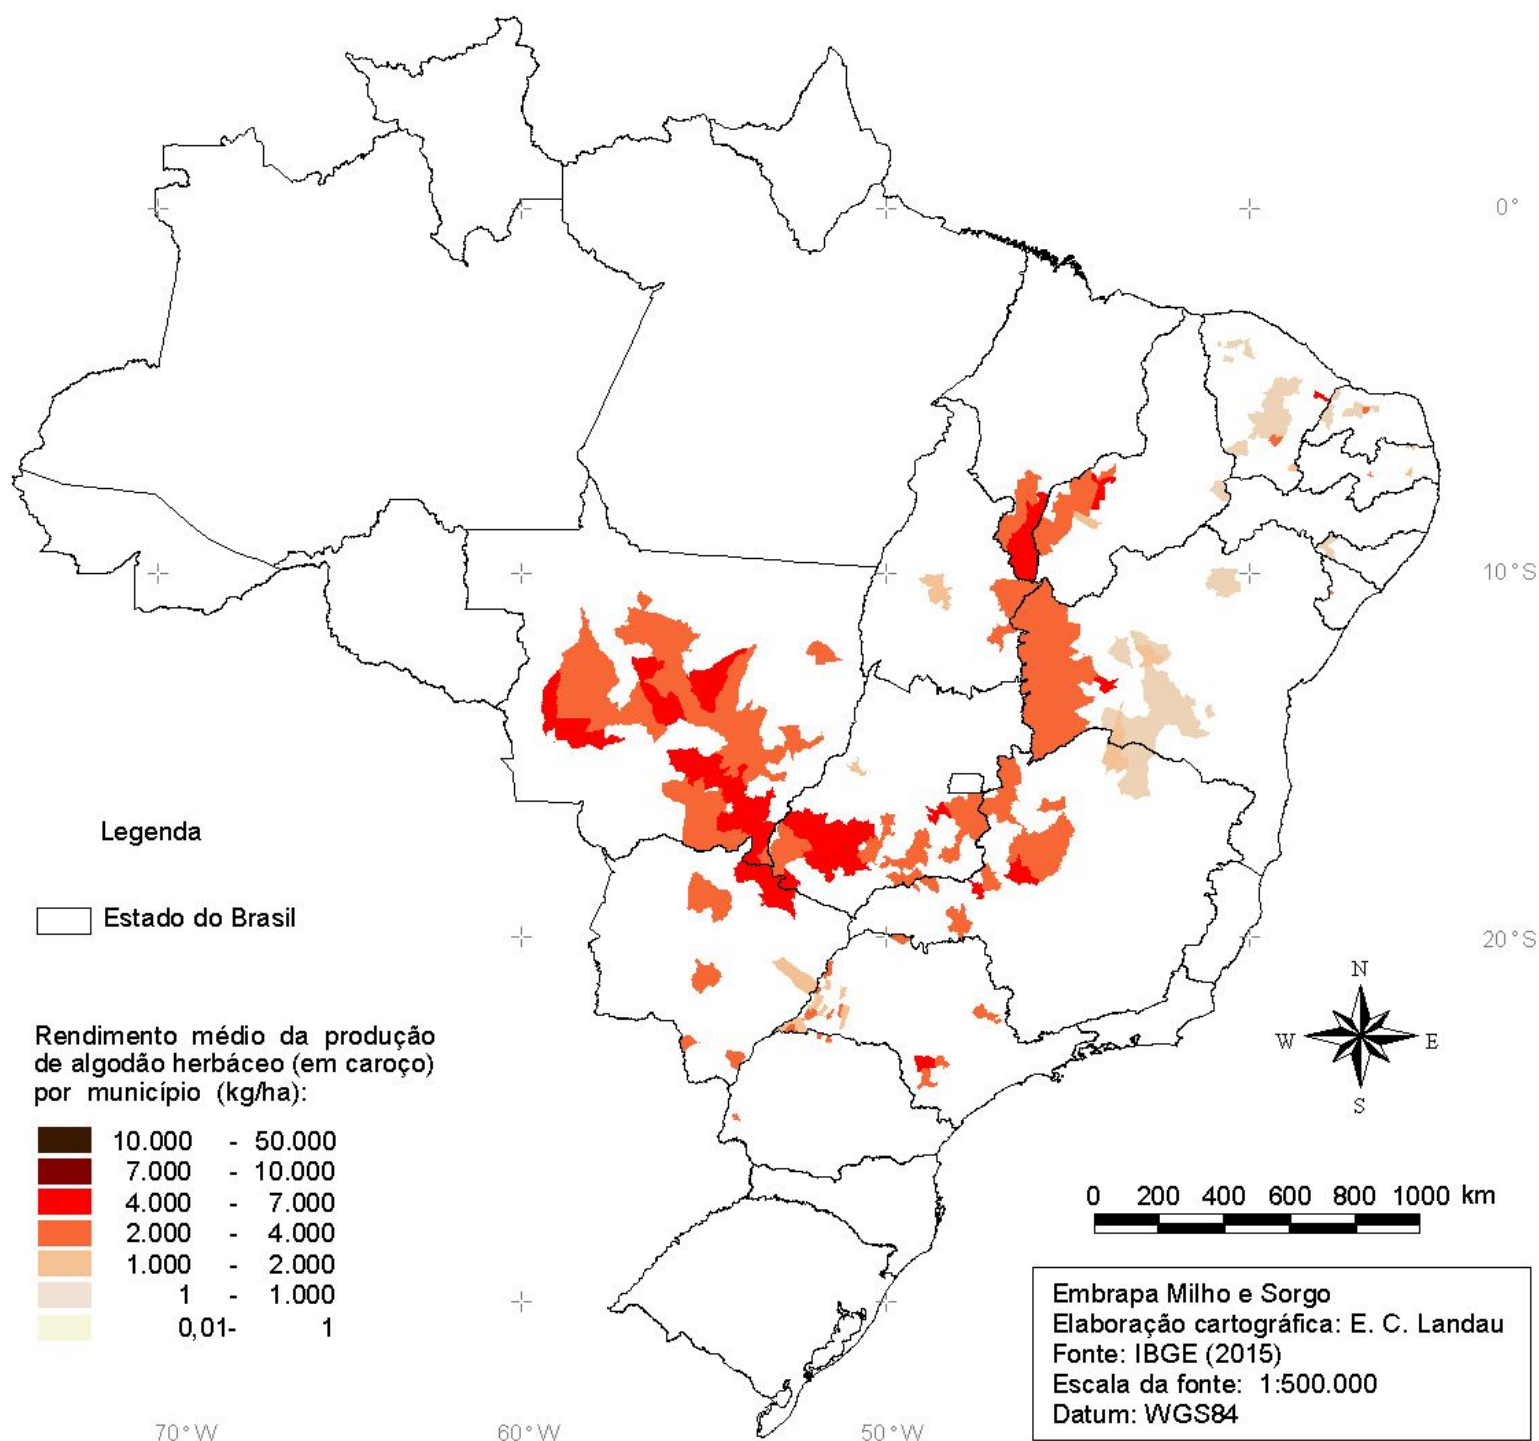 0°
10°S
Legenda
Estado do Brasil
20°S
N
W E
S
Rendimento médio da produção
de algodão herbáceo (em caroço)
por município (kg/ha):
10.000 - 50.000
7.000 - 10.000
4.000 - 7.000
2.000 - 4.000
1.000 - 2.000
1 - 1.000
0,01- 1
0 200 400 600 800 1000 km
Embrapa Milho e Sorgo
Elaboração cartográfica: E. C. Landau
Fonte: IBGE (2015)
Escala da fonte: 1:500.000
Datum: WGS84
70°W 60°W 50°W